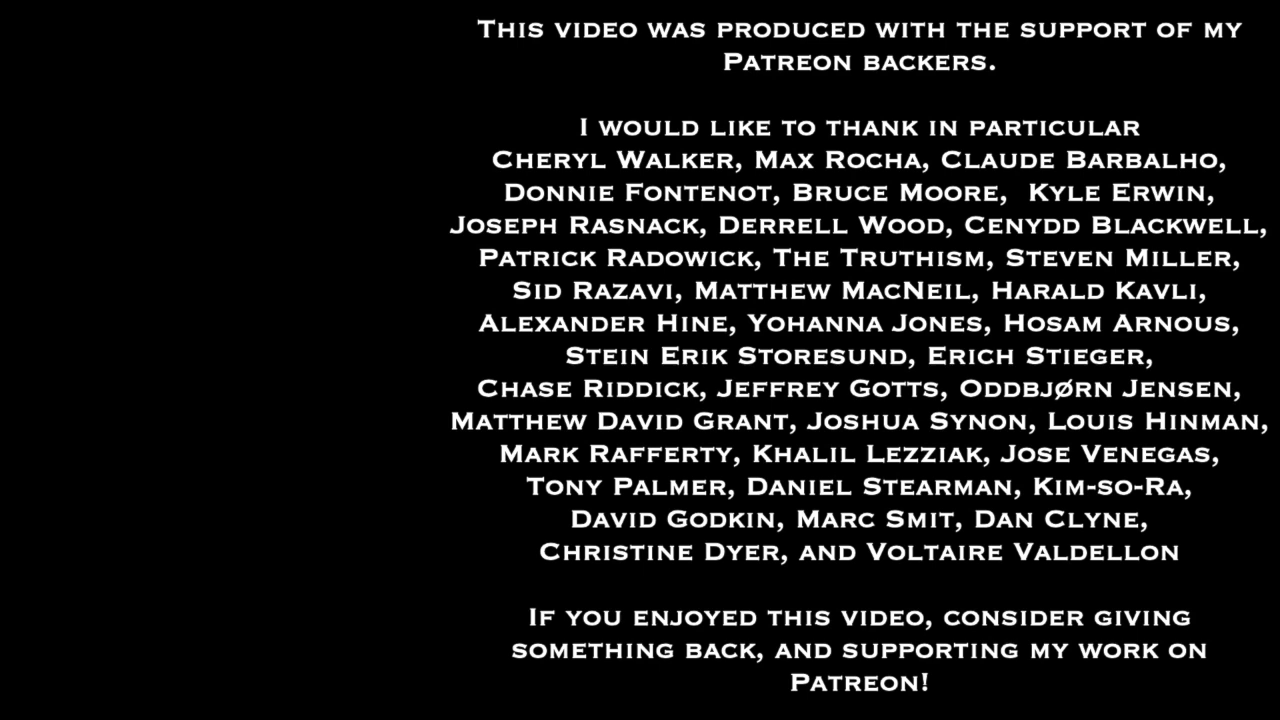 This video was produced with the support of my
Patreon backers.
I would like to thank in particular
Cheryl Walker, Max Rocha, Claude Barbalho,
Donnie Fontenot, Bruce Moore,  Kyle Erwin,
Joseph Rasnack, Derrell Wood, Cenydd Blackwell,
Patrick Radowick, The Truthism, Steven Miller,
Sid Razavi, Matthew MacNeil, Harald Kavli,
Alexander Hine, Yohanna Jones, Hosam Arnous,
Stein Erik Storesund, Erich Stieger,
Chase Riddick, Jeffrey Gotts, Oddbjørn Jensen,
Matthew David Grant, Joshua Synon, Louis Hinman,
Mark Rafferty, Khalil Lezziak, Jose Venegas,
Tony Palmer, Daniel Stearman, Kim-so-Ra,
David Godkin, Marc Smit, Dan Clyne,
Christine Dyer, and Voltaire Valdellon
If you enjoyed this video, consider giving
something back, and supporting my work on
Patreon!